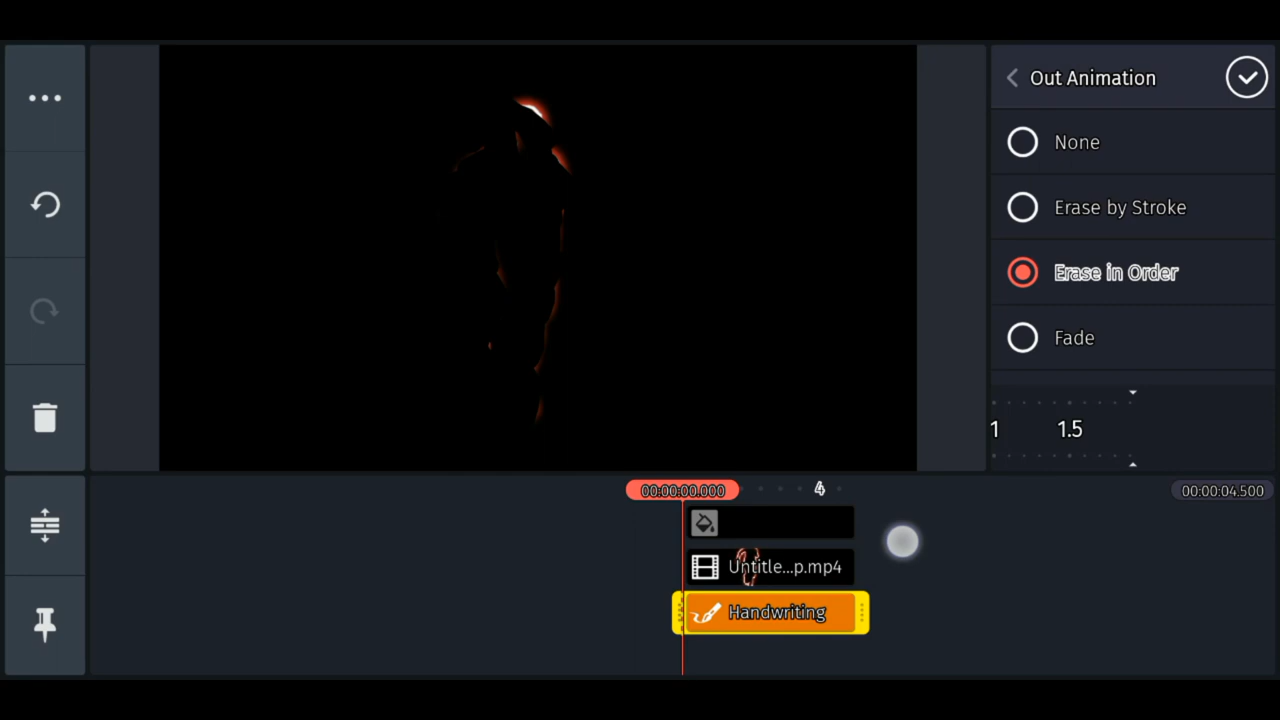 Out Animation
None
Erase by Stroke
Erase in Order
Fade
1 1.5
00:00:00.000 4 00:00:04.500
Untitle...p.mp4
Handwriting